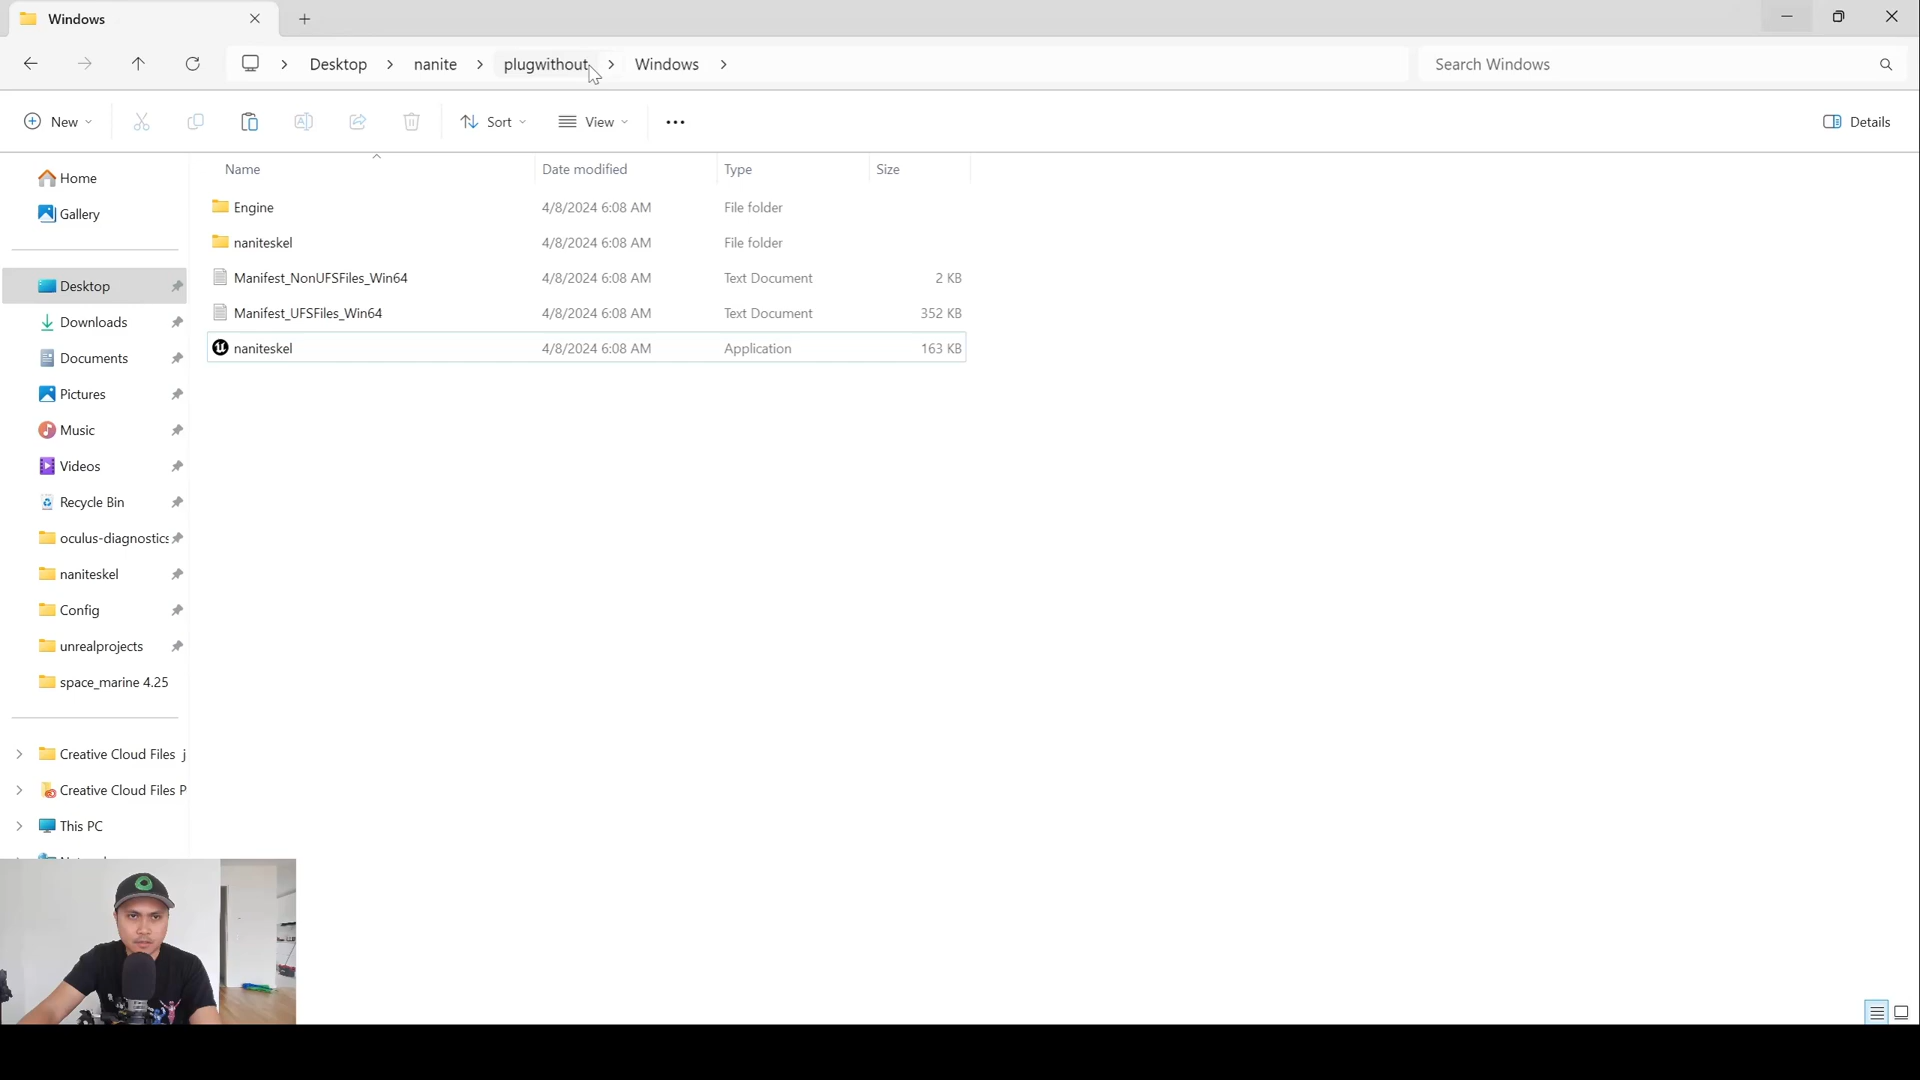 Windows
Desktop > nanite > plugwithout > Windows >
Search Windows
New
Sort
View
Details
Name Date modified Type Size
Engine 4/8/2024 6:08 AM File folder
naniteskel 4/8/2024 6:08 AM File folder
Manifest_NonUFSFiles_Win64 4/8/2024 6:08 AM Text Document 2 KB
Manifest_UFSFiles_Win64 4/8/2024 6:08 AM Text Document 352 KB
naniteskel 4/8/2024 6:08 AM Application 163 KB
Home
Gallery
Desktop
Downloads
Documents
Pictures
Music
Videos
Recycle Bin
oculus-diagnostics
naniteskel
Config
unrealprojects
space_marine 4.25
Creative Cloud Files j
Creative Cloud Files P
This PC